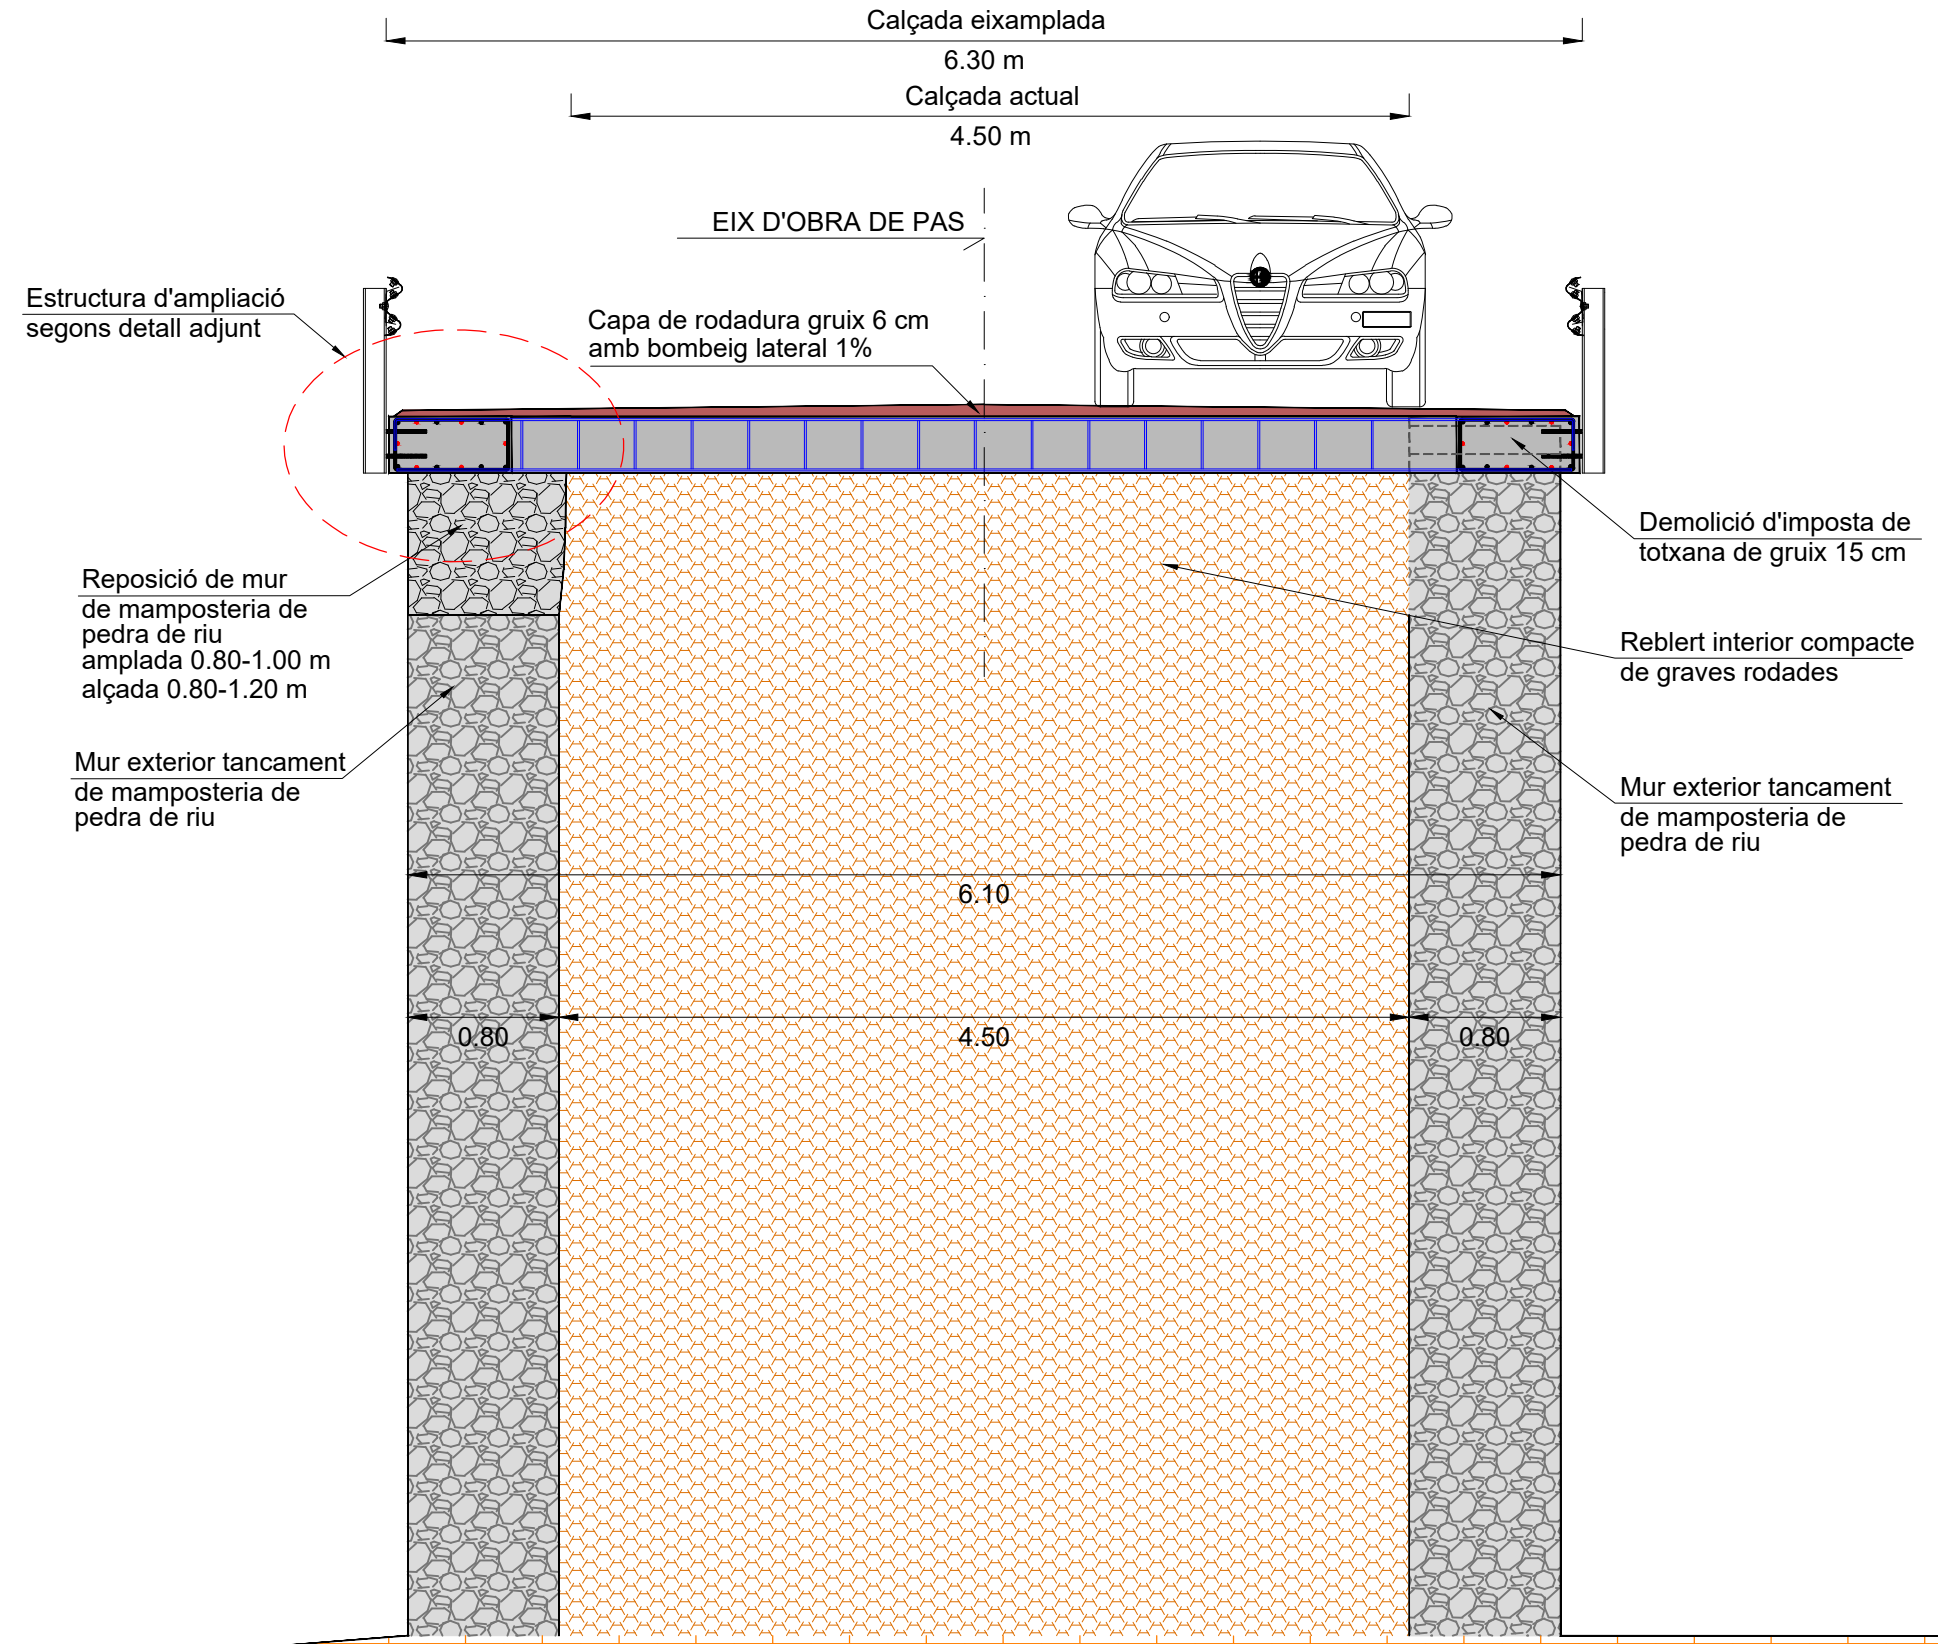 Calçada eixamplada
6.30 m
Calçada actual
4.50 m
EIX D'OBRA DE PAS
Estructura d'ampliació
segons detall adjunt
Capa de rodadura gruix 6 cm
amb bombeig lateral 1%
Demolició d'imposta de
totxana de gruix 15 cm
Reposició de mur
de mamposteria de
pedra de riu
amplada 0.80-1.00 m
alçada 0.80-1.20 m
Reblert interior compacte
de graves rodades
Mur exterior tancament
de mamposteria de
pedra de riu
Mur exterior tancament
de mamposteria de
pedra de riu
6.10
0.80
4.50
0.80